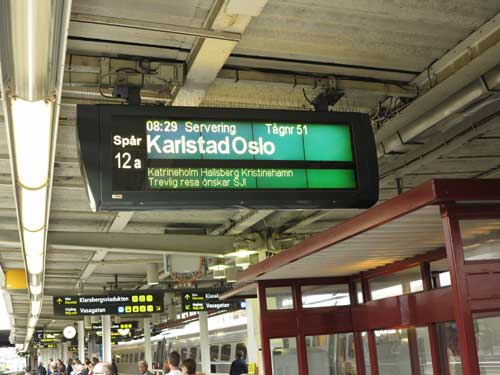 08:29 Servering Tågnr 51
Spår Karlstad Oslo
12 a
Katrineholm Hallsberg Kristinehamn
Trevlig resa önskar SJ!
Klarabergsviadukten
Vasagatan
Vasagatan